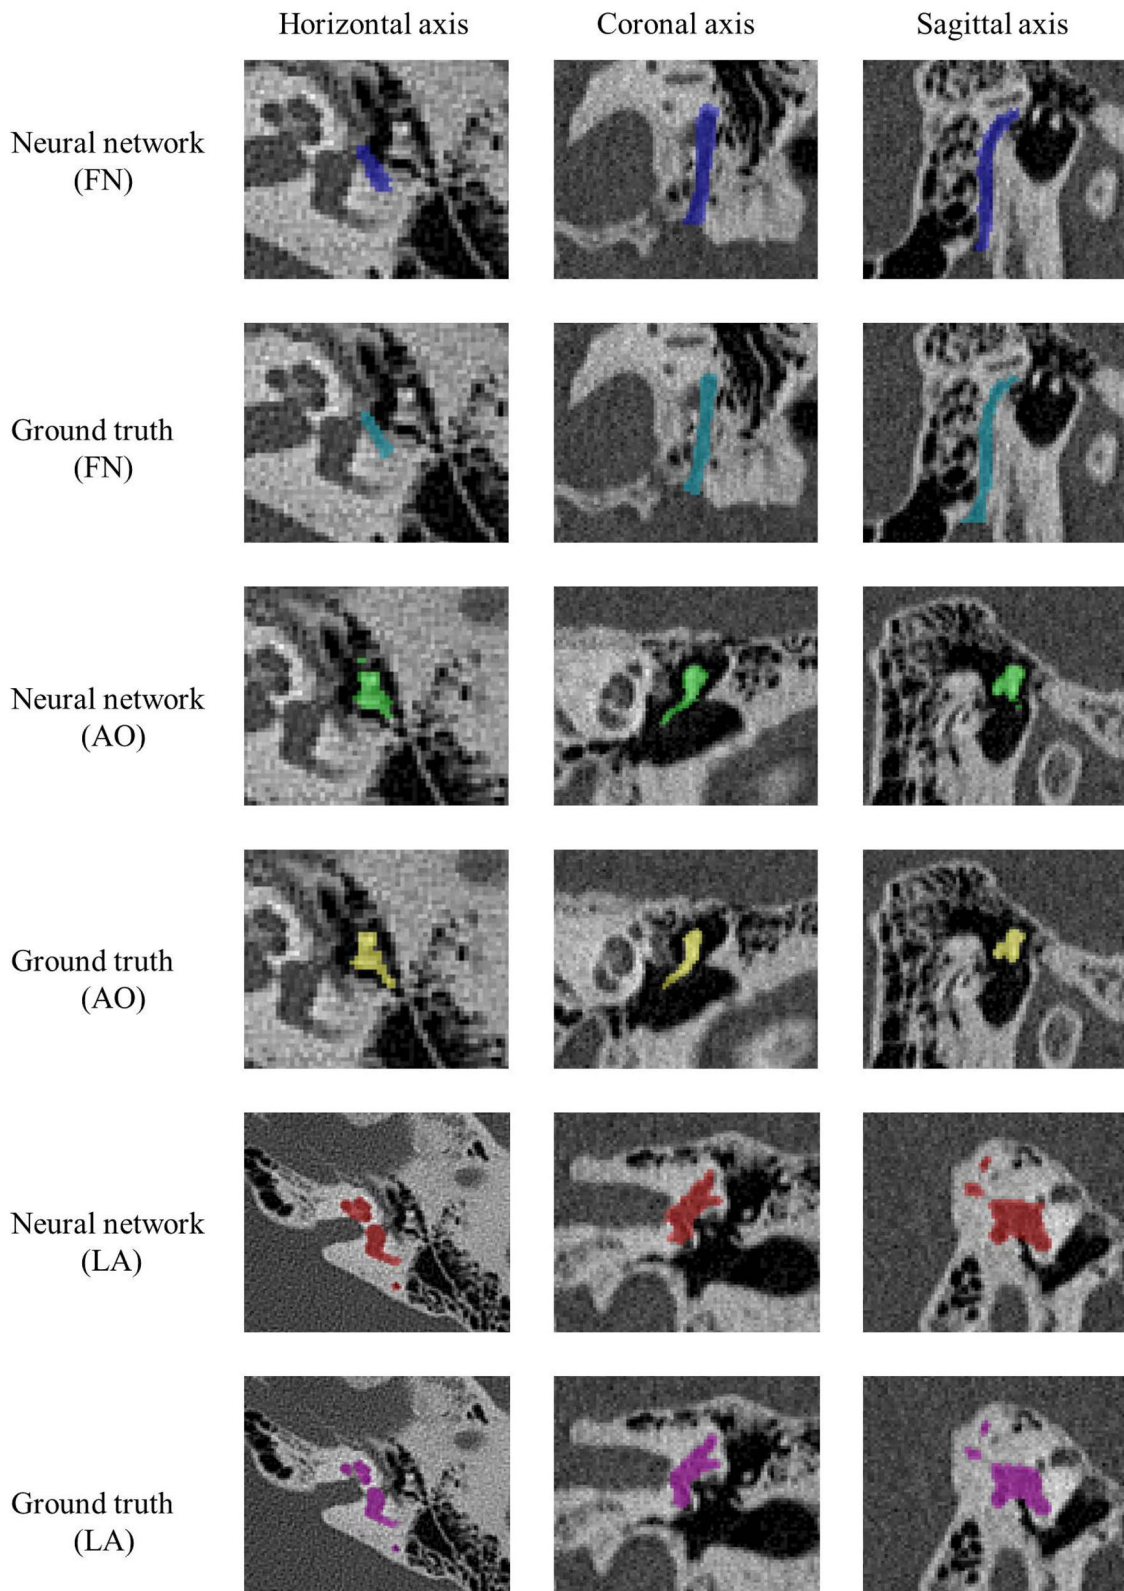 Horizontal axis Coronal axis Sagittal axis
Neural network
(FN)
Ground truth
(FN)
Neural network
(AO)
Ground truth
(AO)
Neural network
(LA)
Ground truth
(LA)